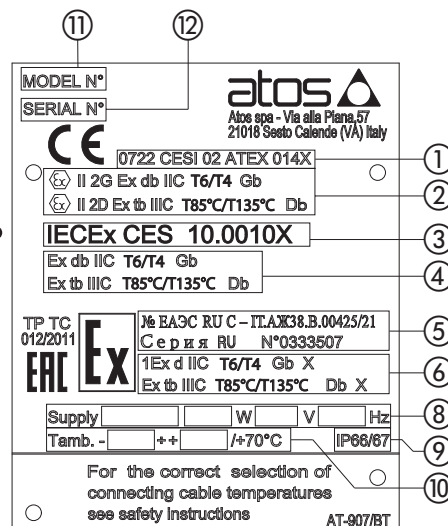 ⑪ ⑫
MODEL N°
SERIAL N°
atos
Atos spa - Via alla Piana,57
21018 Sesto Calende (VA) Italy
CE
0722 CESI 02 ATEX 014X ①
Ex II 2G Ex db IIC T6/T4 Gb
Ex II 2D Ex tb IIIC T85°C/T135°C Db ②
IECEx CES 10.0010X ③
Ex db IIC T6/T4 Gb
Ex tb IIIC T85°C/T135°C Db ④
TP TC
012/2011
EAC
Ex
№ ЕАЭС RU C – IT.АЖ38.В.00425/21
Серия RU N°0333507 ⑤
1Ex d IIC T6/T4 Gb X
Ex tb IIIC T85°C/T135°C Db X ⑥
Supply W V Hz ⑧
Tamb. - ++ /+70°C IP66/67 ⑨
⑩
For the correct selection of
connecting cable temperatures
see safety instructions
AT-907/BT